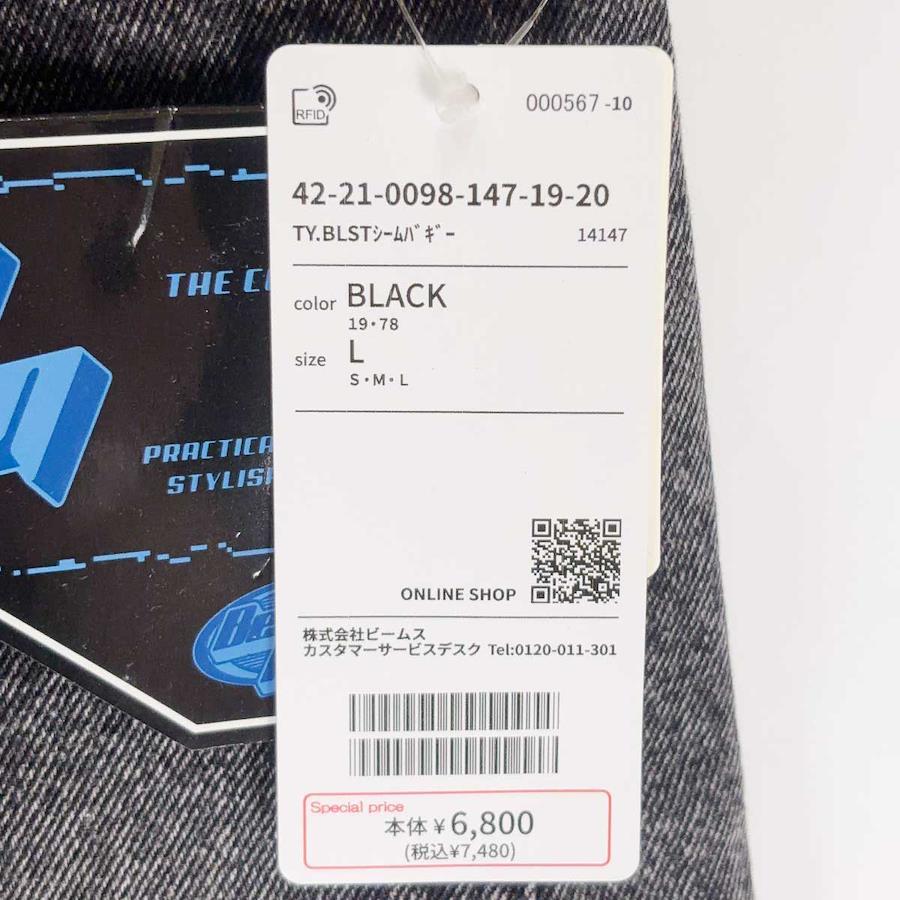 RFID
000567 -10
42-21-0098-147-19-20
TY.BLSTｼｰﾑﾊﾞｷﾞｰ 14147
color BLACK
19・78
size L
S・M・L
ONLINE SHOP
株式会社ビームス
カスタマーサービスデスク Tel:0120-011-301
Special price
本体¥6,800
(税込¥7,480)
THE
STYLISH